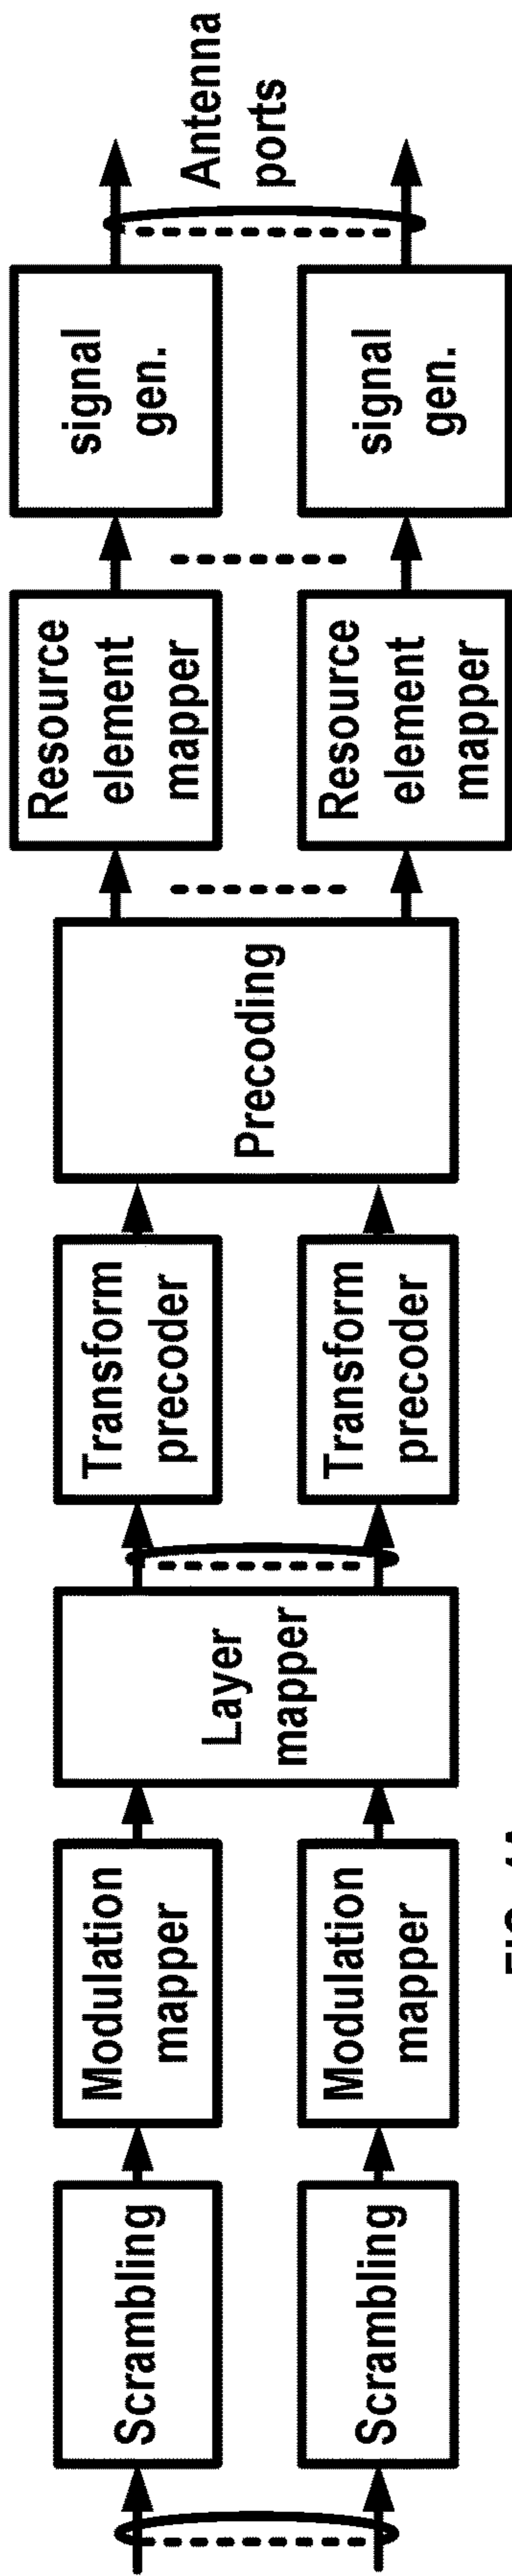 Scrambling
Modulation
mapper
Layer
mapper
Transform
precoder
Precoding
Resource
element
mapper
signal
gen.
Antenna
ports
Scrambling
Modulation
mapper
Transform
precoder
Resource
element
mapper
signal
gen.